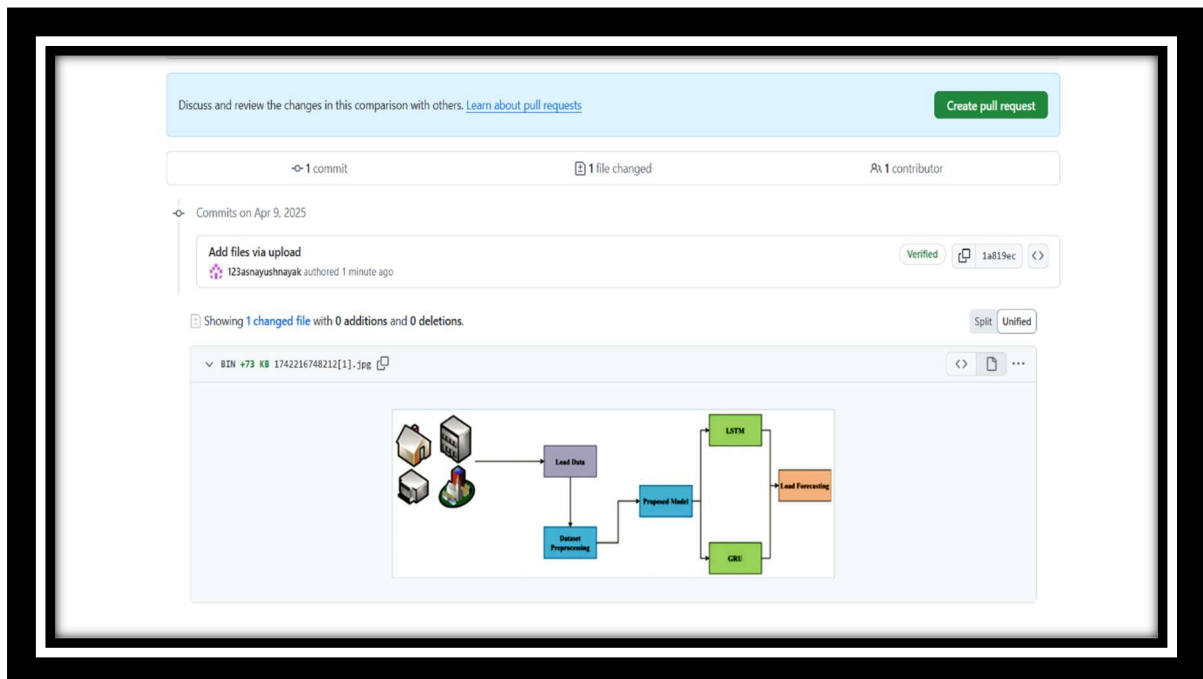 Discuss and review the changes in this comparison with others. Learn about pull requests
Create pull request
1 commit
1 file changed
1 contributor
Commits on Apr 9, 2025
Add files via upload
Verified
1a819ec
123asnayushnayak authored 1 minute ago
Showing 1 changed file with 0 additions and 0 deletions.
Split
Unified
BIN +73 KB 1742216748212[1].jpg
LSTM
Load Data
Load Forecasting
Proposed Model
Dataset
Preprocessing
GRU